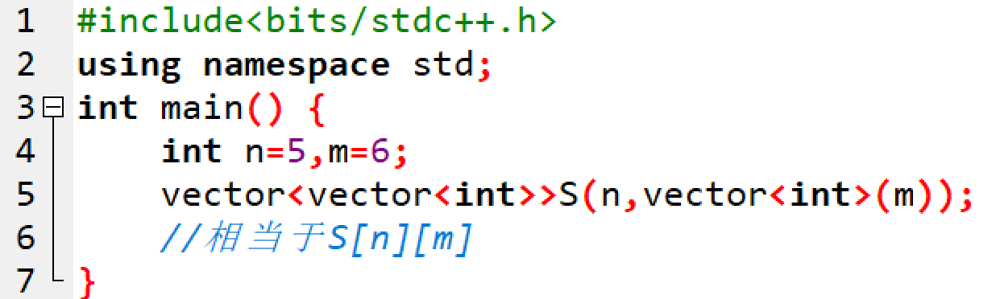 1 #include<bits/stdc++.h>
2 using namespace std;
3 int main() {
4 int n=5,m=6;
5 vector<vector<int>>S(n,vector<int>(m));
6 //相当于S[n][m]
7 }